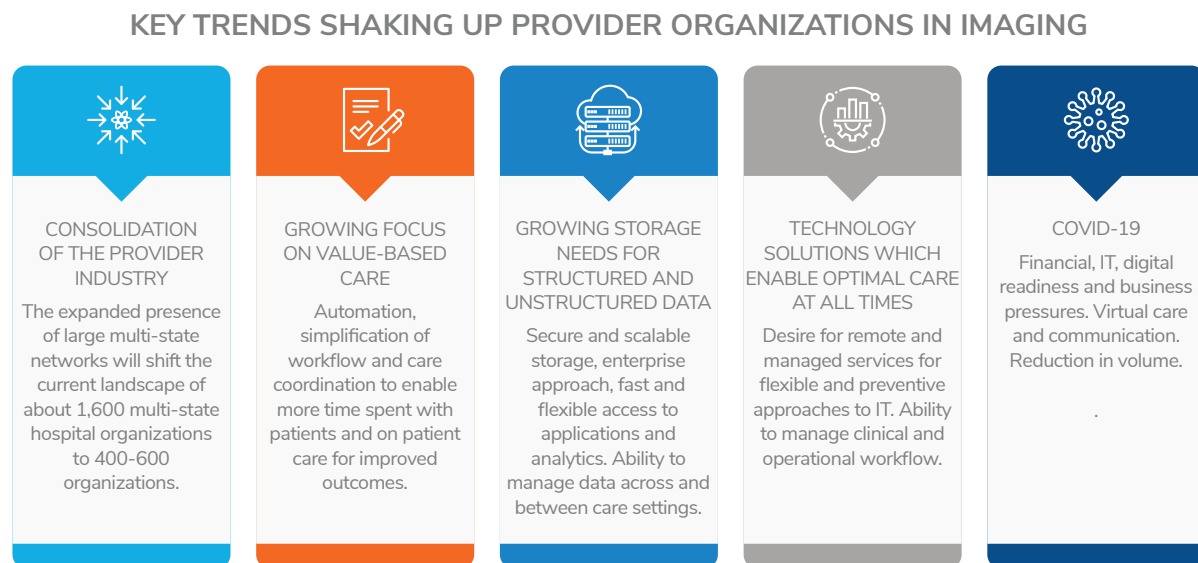 KEY TRENDS SHAKING UP PROVIDER ORGANIZATIONS IN IMAGING
CONSOLIDATION
OF THE PROVIDER
INDUSTRY
The expanded presence
of large multi-state
networks will shift the
current landscape of
about 1,600 multi-state
hospital organizations
to 400-600
organizations.
GROWING FOCUS
ON VALUE-BASED
CARE
Automation,
simplification of
workflow and care
coordination to enable
more time spent with
patients and on patient
care for improved
outcomes.
GROWING STORAGE
NEEDS FOR
STRUCTURED AND
UNSTRUCTURED DATA
Secure and scalable
storage, enterprise
approach, fast and
flexible access to
applications and
analytics. Ability to
manage data across and
between care settings.
TECHNOLOGY
SOLUTIONS WHICH
ENABLE OPTIMAL CARE
AT ALL TIMES
Desire for remote and
managed services for
flexible and preventive
approaches to IT. Ability
to manage clinical and
operational workflow.
COVID-19
Financial, IT, digital
readiness and business
pressures. Virtual care
and communication.
Reduction in volume.
.